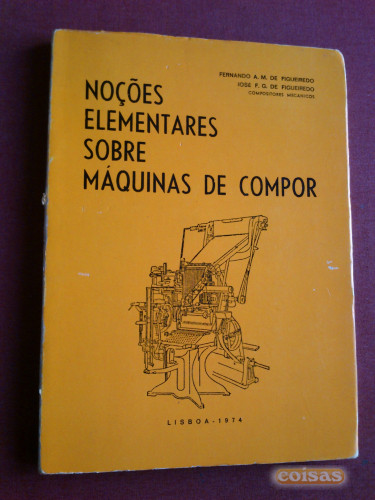 FERNANDO A. M. DE FIGUEIREDO
JOSÉ F. G. DE FIGUEIREDO
COMPOSITORES MECÂNICOS
NOÇÕES
ELEMENTARES
SOBRE
MÁQUINAS DE COMPOR
LISBOA - 1974
coisas